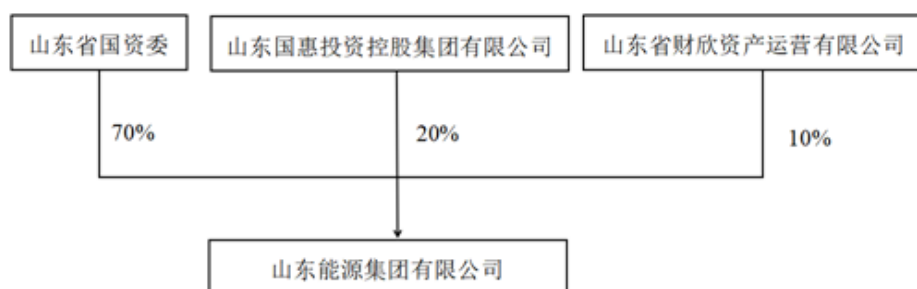 山东省国资委
山东国惠投资控股集团有限公司
山东省财欣资产运营有限公司
70%
20%
10%
山东能源集团有限公司